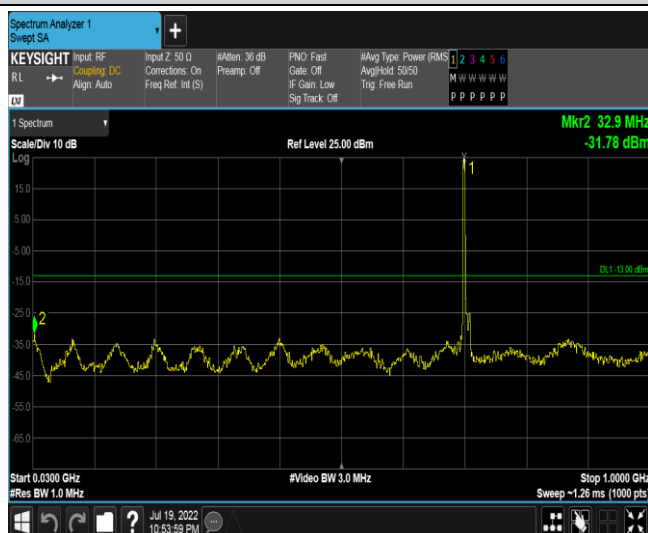 Spectrum Analyzer 1
Swept SA
+
KEYSIGHT
RL
Input: RF
Coupling: DC
Align: Auto
Input Z: 50 Ω
Corrections: On
Freq Ref: Int (S)
#Atten: 36 dB
Preamp: Off
PNO: Fast
Gate: Off
IF Gain: Low
Sig Track: Off
#Avg Type: Power (RMS
Avg|Hold: 50/50
Trig: Free Run
1 2 3 4 5 6
M W W W W W
P P P P P P
LXI
1 Spectrum
Scale/Div 10 dB
Ref Level 25.00 dBm
Mkr2 32.9 MHz
-31.78 dBm
Log
15.0
5.00
-5.00
-15.0
-25.0
-35.0
-45.0
-55.0
-65.0
1
DL1 -13.00 dBm
2
Start 0.0300 GHz
#Res BW 1.0 MHz
#Video BW 3.0 MHz
Stop 1.0000 GHz
Sweep ~1.26 ms (1000 pts)
?
Jul 19, 2022
10:53:59 PM